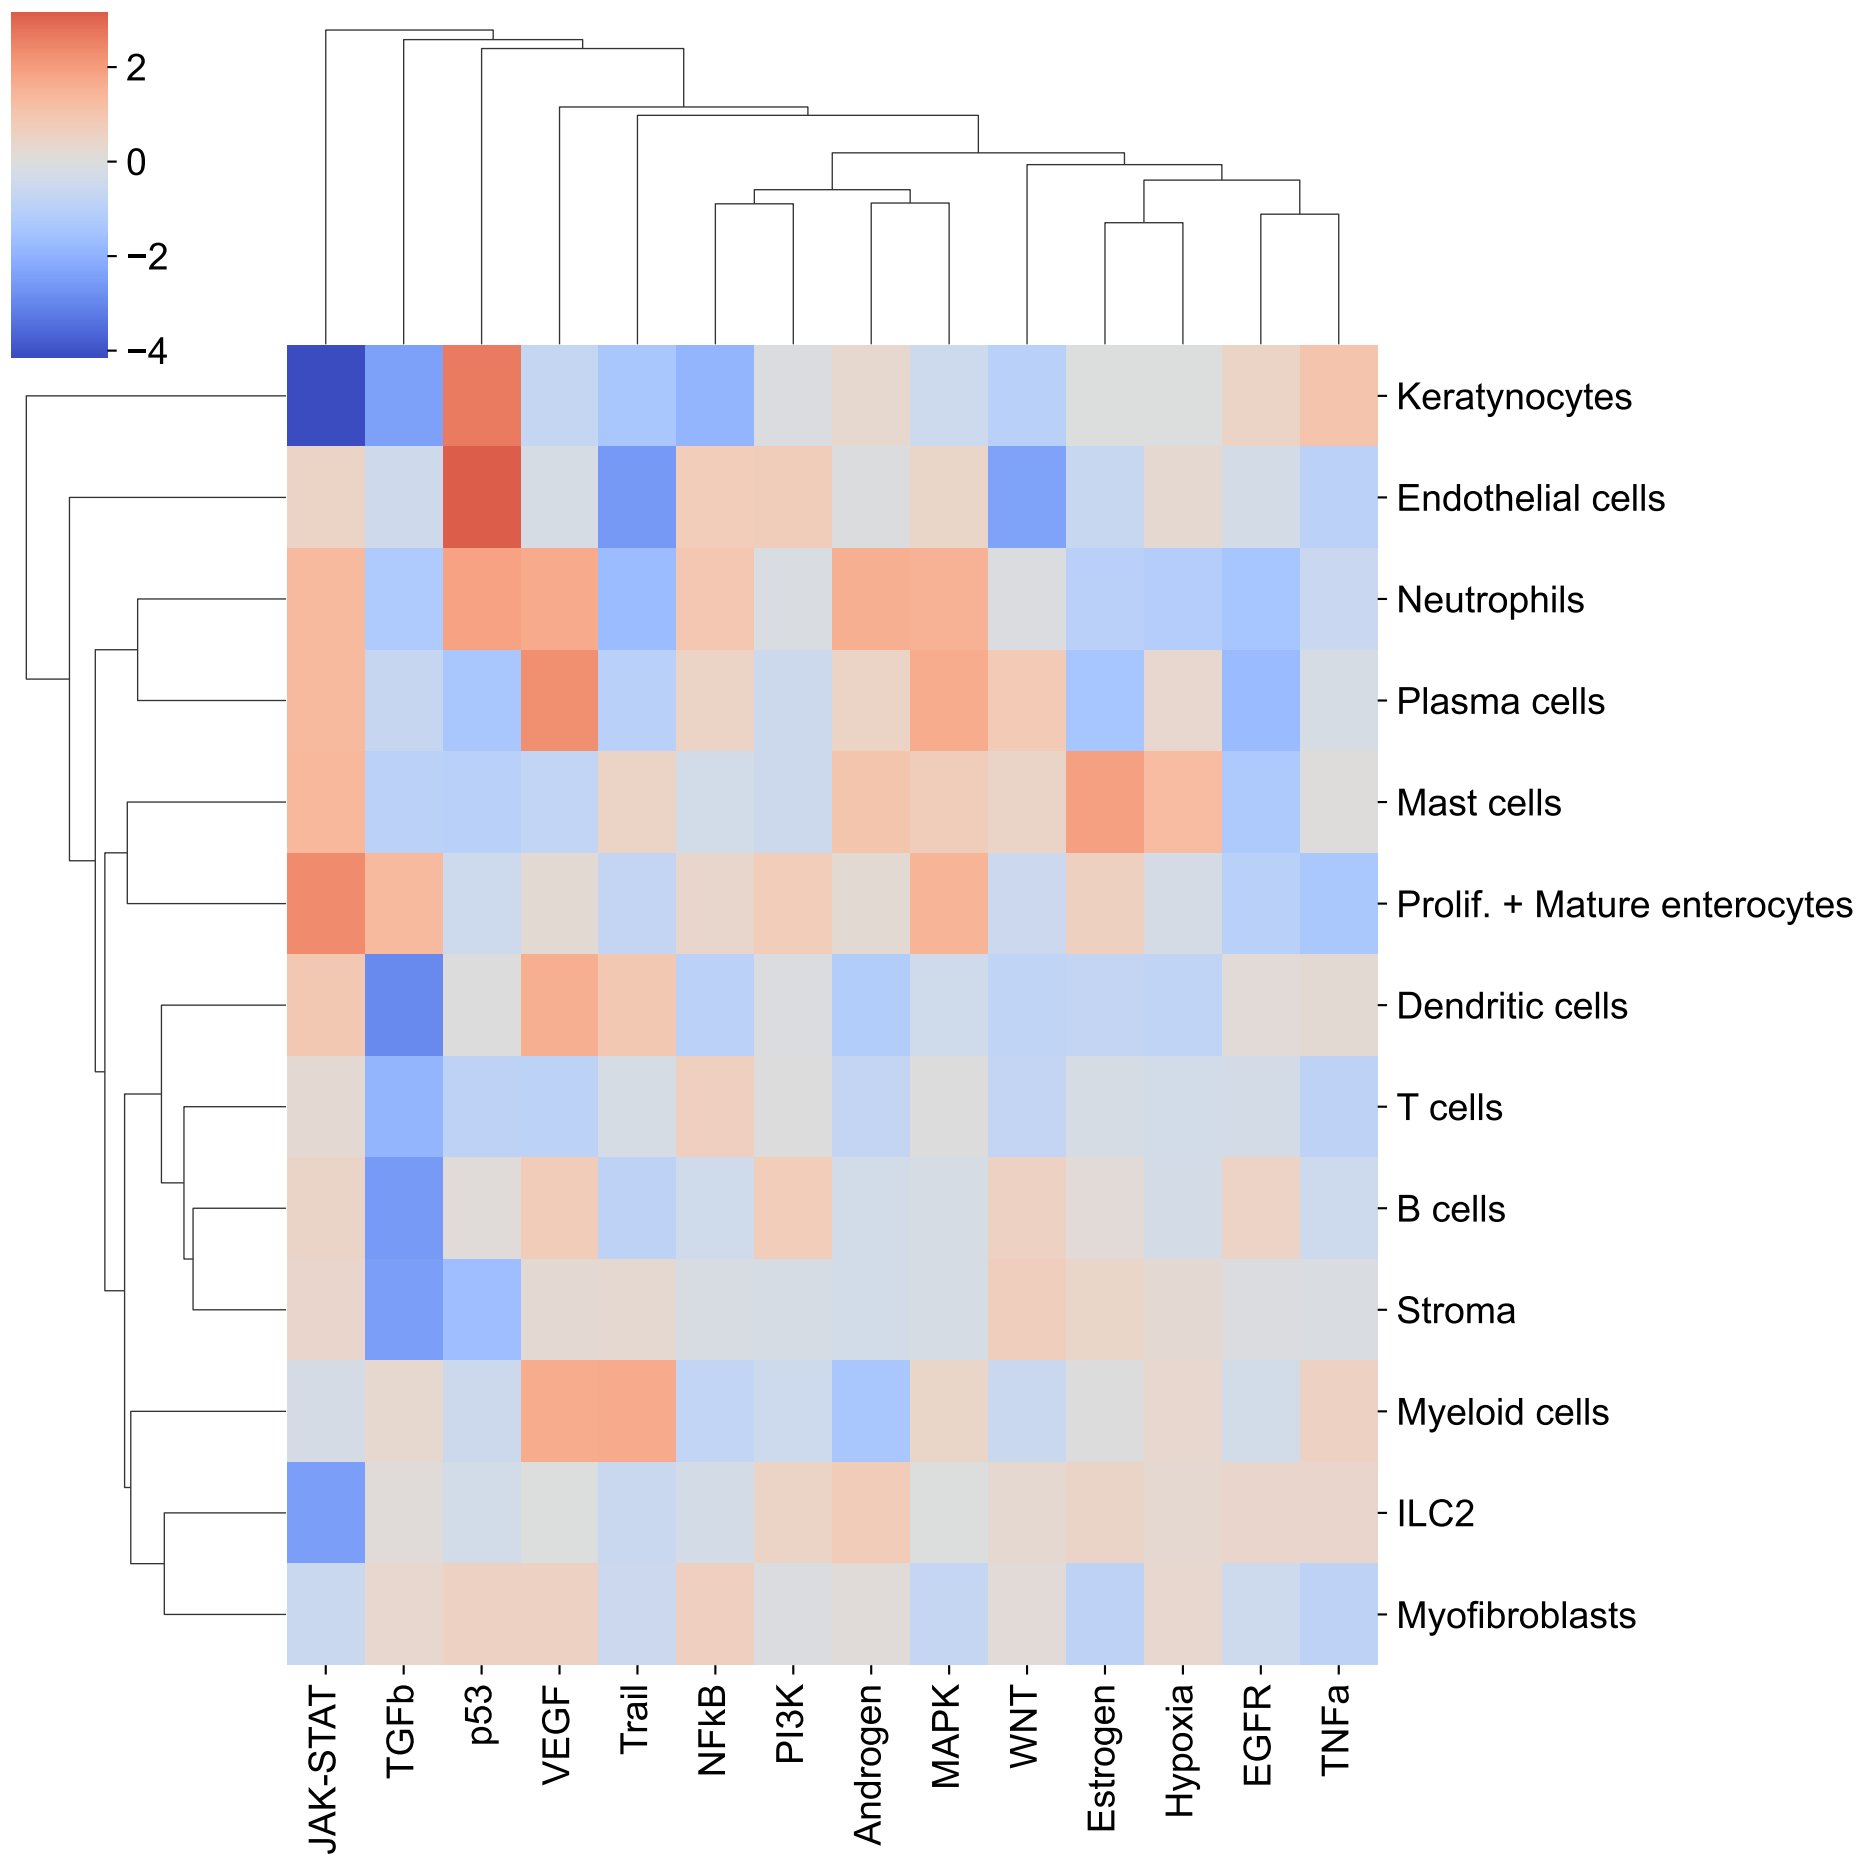 2
0
−2
−4
Keratynocytes
Endothelial cells
Neutrophils
Plasma cells
Mast cells
Prolif. + Mature enterocytes
Dendritic cells
T cells
B cells
Stroma
Myeloid cells
ILC2
Myofibroblasts
JAK-STAT
TGFb
p53
VEGF
Trail
NFkB
PI3K
Androgen
MAPK
WNT
Estrogen
Hypoxia
EGFR
TNFa